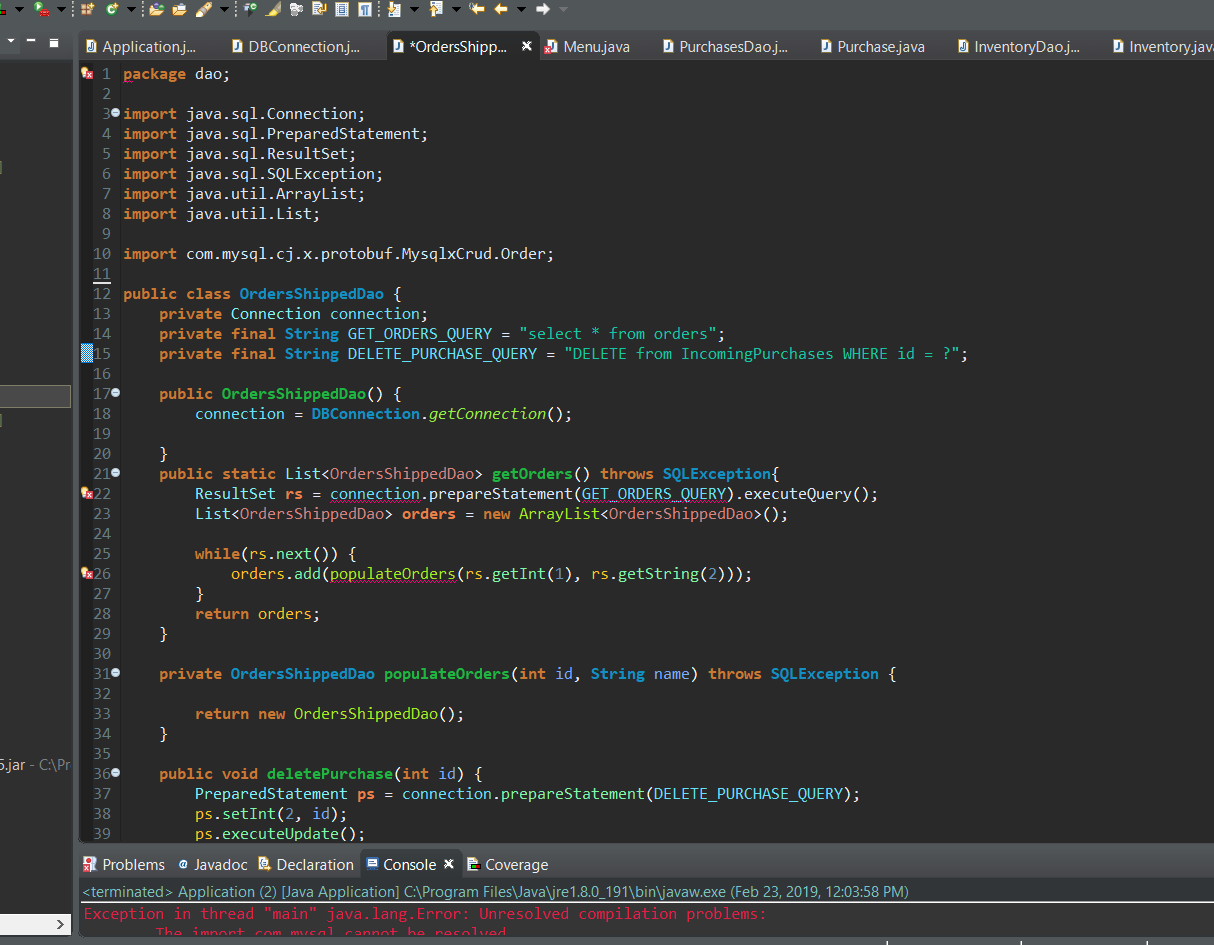 Application.j...
DBConnection.j...
*OrdersShipp...
Menu.java
PurchasesDao.j...
Purchase.java
InventoryDao.j...
Inventory.java
1 package dao;
2
3 import java.sql.Connection;
4 import java.sql.PreparedStatement;
5 import java.sql.ResultSet;
6 import java.sql.SQLException;
7 import java.util.ArrayList;
8 import java.util.List;
9
10 import com.mysql.cj.x.protobuf.MysqlxCrud.Order;
11
12 public class OrdersShippedDao {
13 private Connection connection;
14 private final String GET_ORDERS_QUERY = "select * from orders";
15 private final String DELETE_PURCHASE_QUERY = "DELETE from IncomingPurchases WHERE id = ?";
16
17 public OrdersShippedDao() {
18 connection = DBConnection.getConnection();
19
20 }
21 public static List<OrdersShippedDao> getOrders() throws SQLException{
22 ResultSet rs = connection.prepareStatement(GET_ORDERS_QUERY).executeQuery();
23 List<OrdersShippedDao> orders = new ArrayList<OrdersShippedDao>();
24
25 while(rs.next()) {
26 orders.add(populateOrders(rs.getInt(1), rs.getString(2)));
27 }
28 return orders;
29 }
30
31 private OrdersShippedDao populateOrders(int id, String name) throws SQLException {
32
33 return new OrdersShippedDao();
34 }
35
5.jar - C:\Pr
36 public void deletePurchase(int id) {
37 PreparedStatement ps = connection.prepareStatement(DELETE_PURCHASE_QUERY);
38 ps.setInt(2, id);
39 ps.executeUpdate();
Problems
Javadoc
Declaration
Console
Coverage
<terminated> Application (2) [Java Application] C:\Program Files\Java\jre1.8.0_191\bin\javaw.exe (Feb 23, 2019, 12:03:58 PM)
Exception in thread "main" java.lang.Error: Unresolved compilation problems:
The import com.mysql cannot be resolved